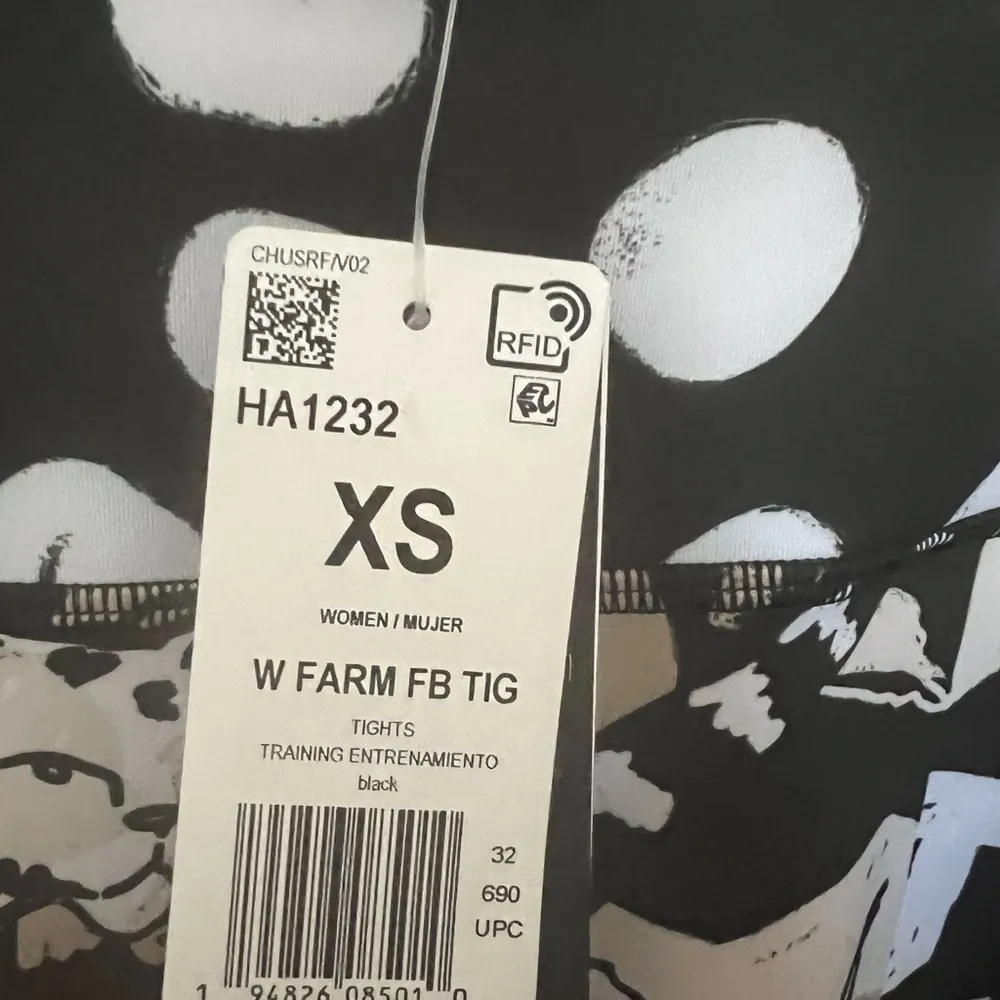 CHUSRF/V02
RFID
EPC
HA1232
XS
WOMEN / MUJER
W FARM FB TIG
TIGHTS
TRAINING ENTRENAMIENTO
black
32
690
UPC
1 94826 08501 0